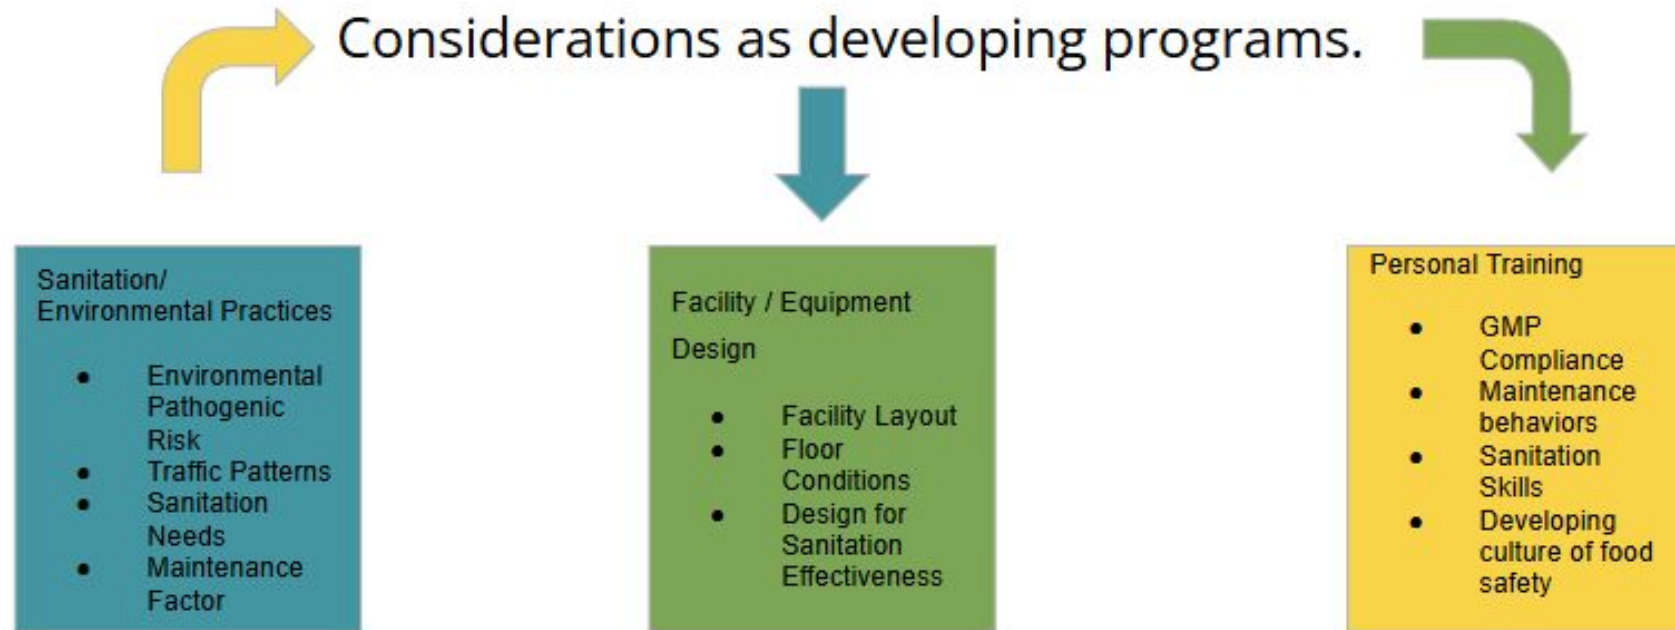 Considerations as developing programs.
Sanitation/
Environmental Practices
● Environmental
Pathogenic
Risk
● Traffic Patterns
● Sanitation
Needs
● Maintenance
Factor
Facility / Equipment
Design
● Facility Layout
● Floor
Conditions
● Design for
Sanitation
Effectiveness
Personal Training
● GMP
Compliance
● Maintenance
behaviors
● Sanitation
Skills
● Developing
culture of food
safety